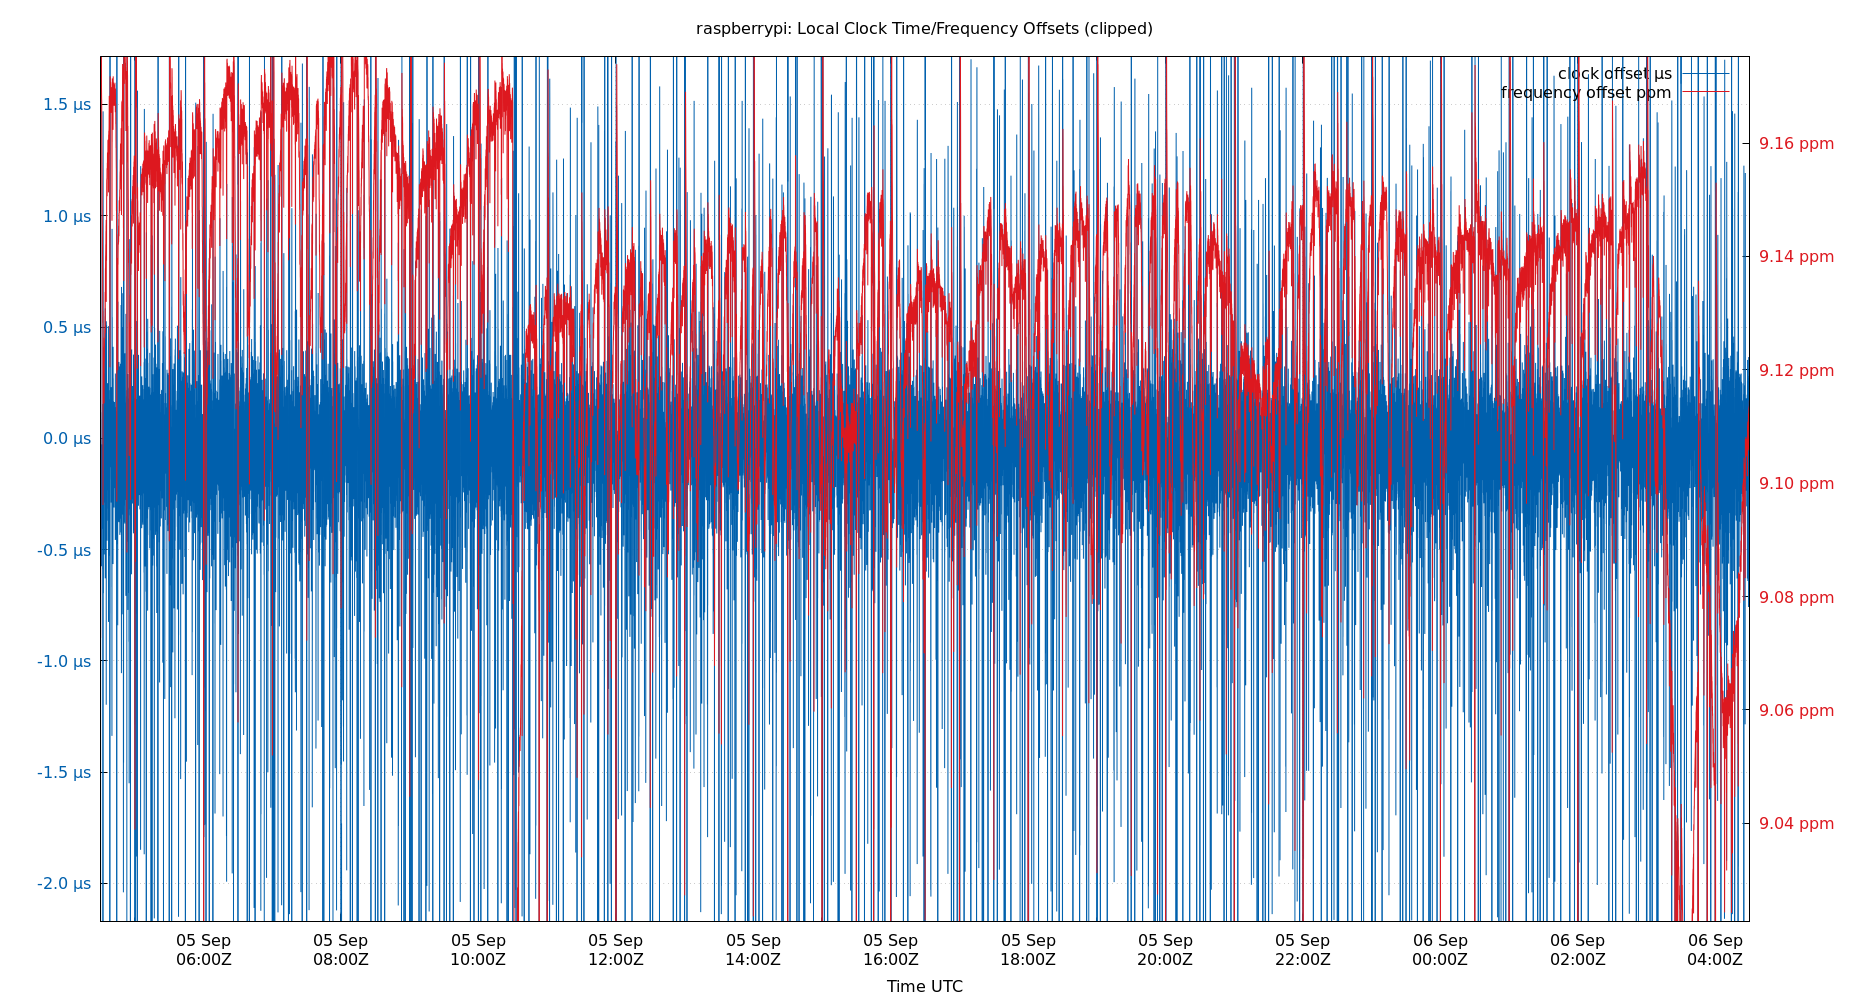 raspberrypi: Local Clock Time/Frequency Offsets (clipped)
clock offset µs
frequency offset ppm
1.5 µs
1.0 µs
0.5 µs
0.0 µs
-0.5 µs
-1.0 µs
-1.5 µs
-2.0 µs
9.16 ppm
9.14 ppm
9.12 ppm
9.10 ppm
9.08 ppm
9.06 ppm
9.04 ppm
05 Sep 05 Sep 05 Sep 05 Sep 05 Sep 05 Sep 05 Sep 05 Sep 05 Sep 06 Sep 06 Sep 06 Sep
06:00Z 08:00Z 10:00Z 12:00Z 14:00Z 16:00Z 18:00Z 20:00Z 22:00Z 00:00Z 02:00Z 04:00Z
Time UTC